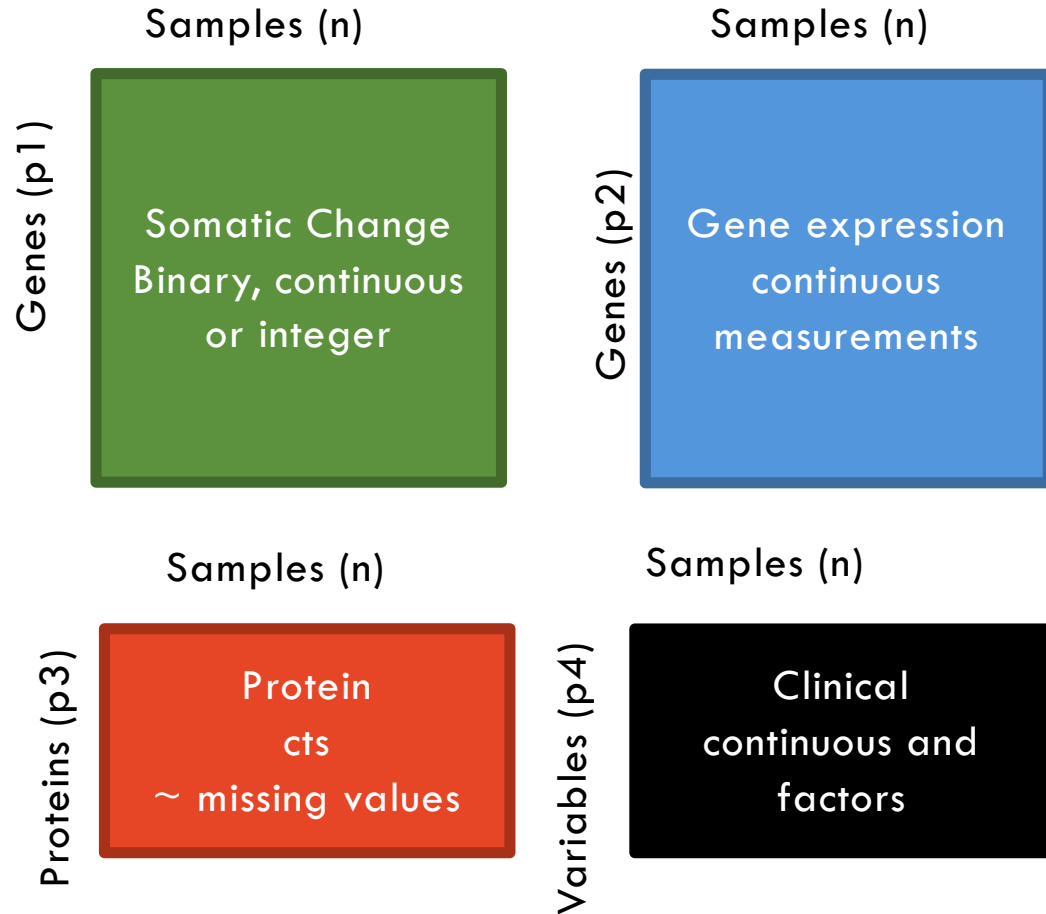 Samples (n)
Samples (n)
Genes (p1)
Somatic Change
Binary, continuous
or integer
Genes (p2)
Gene expression
continuous
measurements
Samples (n)
Samples (n)
Proteins (p3)
Protein
cts
~ missing values
Variables (p4)
Clinical
continuous and
factors